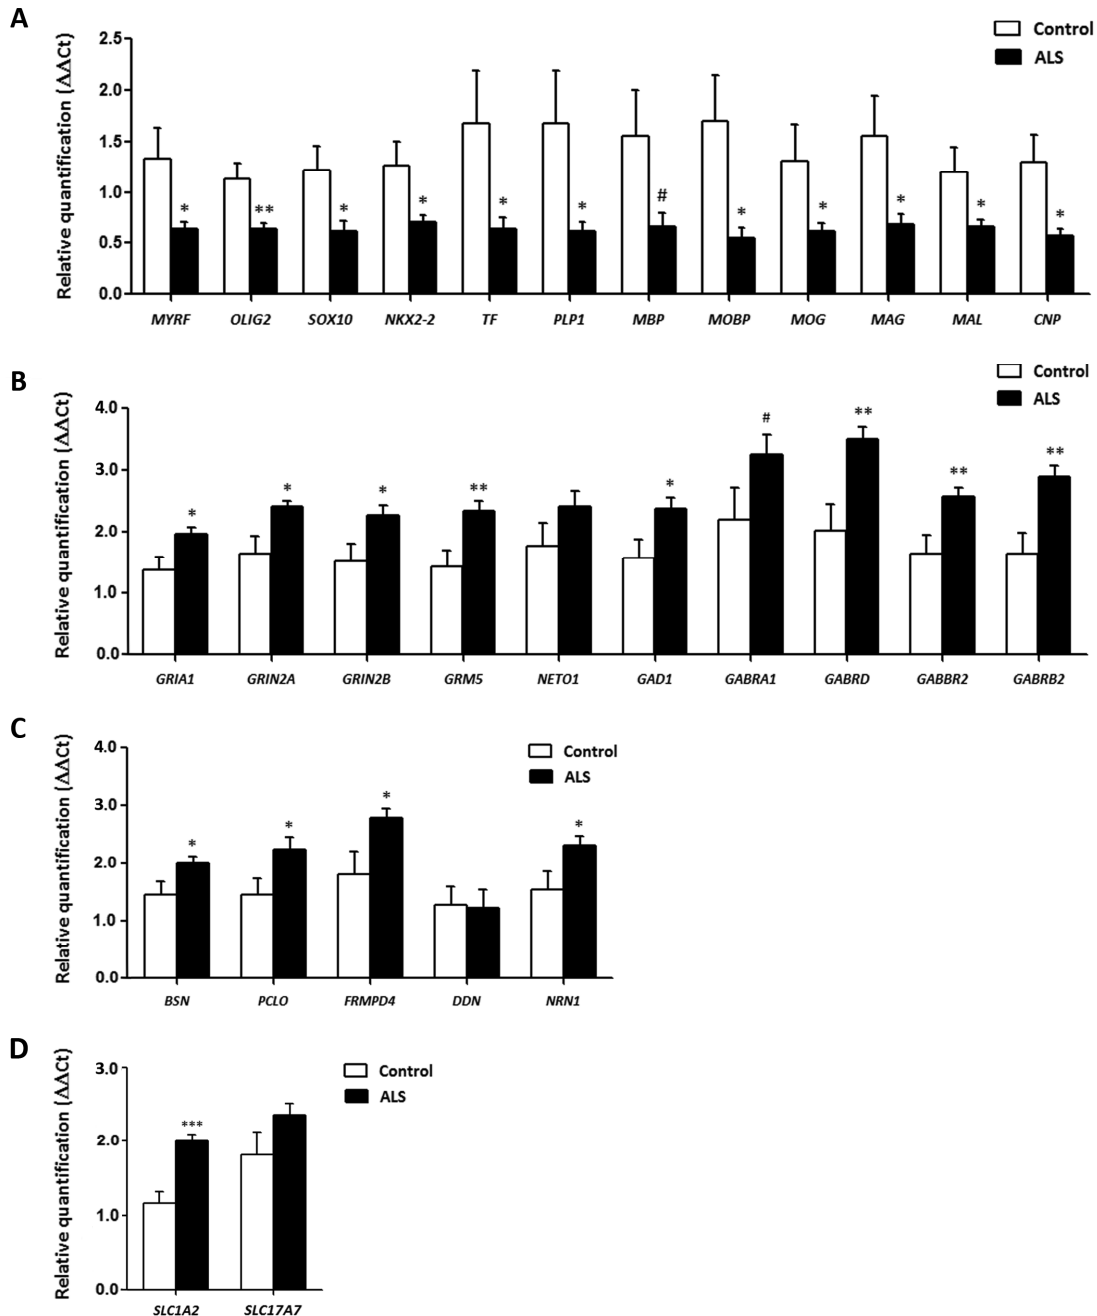 A
Relative quantification (ΔΔCt)
2.5
2.0
1.5
1.0
0.5
0.0
Control
ALS
* ** * * * * # * * * * *
MYRF OLIG2 SOX10 NKX2-2 TF PLP1 MBP MOBP MOG MAG MAL CNP
B
Relative quantification (ΔΔCt)
4.0
3.0
2.0
1.0
0.0
Control
ALS
* * * ** * # ** ** **
GRIA1 GRIN2A GRIN2B GRM5 NETO1 GAD1 GABRA1 GABRD GABBR2 GABRB2
C
Relative quantification (ΔΔCt)
4.0
3.0
2.0
1.0
0.0
Control
ALS
* * * *
BSN PCLO FRMPD4 DDN NRN1
D
Relative quantification (ΔΔCt)
3.0
2.0
1.0
0.0
Control
ALS
***
SLC1A2 SLC17A7